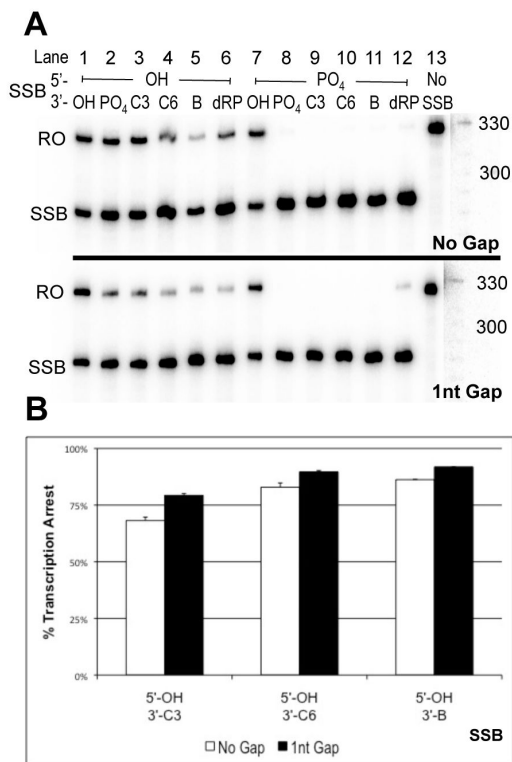 A
Lane 1 2 3 4 5 6 7 8 9 10 11 12 13
SSB 5'- OH PO4 No
3'- OH PO4 C3 C6 B dRP OH PO4 C3 C6 B dRP SSB
RO
330
300
SSB
No Gap
RO
330
300
SSB
1nt Gap
B
% Transcription Arrest
100%
75%
50%
25%
0%
5'-OH 5'-OH 5'-OH
3'-C3 3'-C6 3'-B
SSB
No Gap 1nt Gap